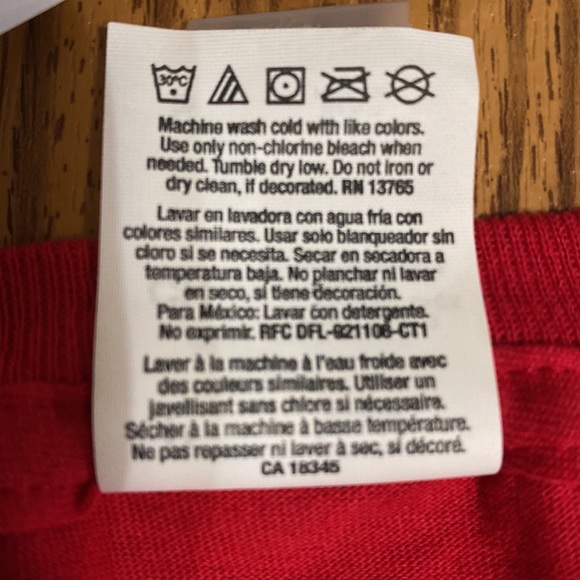 30°C
Machine wash cold with like colors.
Use only non-chlorine bleach when
needed. Tumble dry low. Do not iron or
dry clean, if decorated. RN 13765
Lavar en lavadora con agua fría con
colores similares. Usar solo blanqueador sin
cloro si se necesita. Secar en secadora a
temperatura baja. No planchar ni lavar
en seco, si tiene decoración.
Para México: Lavar con detergente.
No exprimir. RFC DFL-921106-CT1
Laver à la machine à l'eau froide avec
des couleurs similaires. Utiliser un
javellisant sans chlore si nécessaire.
Sécher à la machine à basse température.
Ne pas repasser ni laver à sec, si décoré.
CA 18345